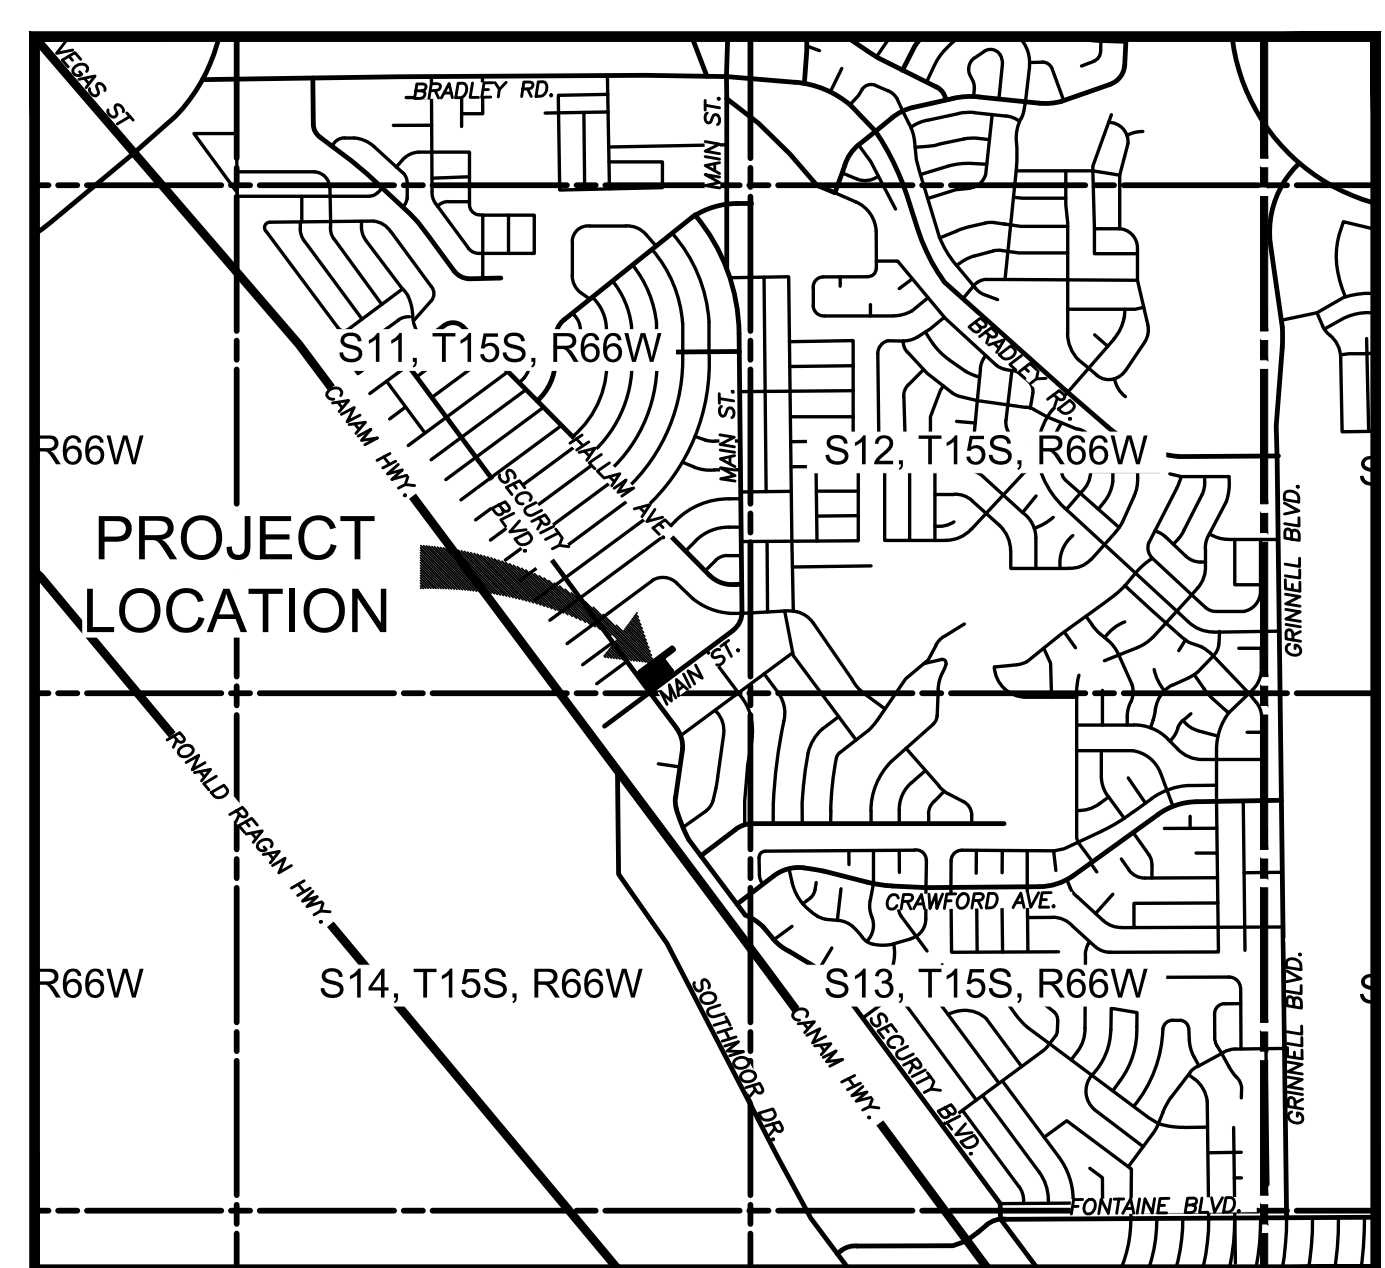 VEGAS ST
BRADLEY RD.
MAIN ST.
S11, T15S, R66W
BRADLEY RD.
CANAM HWY.
MAIN ST.
R66W
HALLAM AVE.
S12, T15S, R66W
S
SECURITY
BLVD.
GRINNELL BLVD.
PROJECT
LOCATION
MAIN ST.
RONALD REAGAN HWY.
CRAWFORD AVE.
R66W
S14, T15S, R66W
S13, T15S, R66W
S
SOUTHMOOR DR.
CANAM HWY.
SECURITY BLVD.
GRINNELL BLVD.
FONTAINE BLVD.